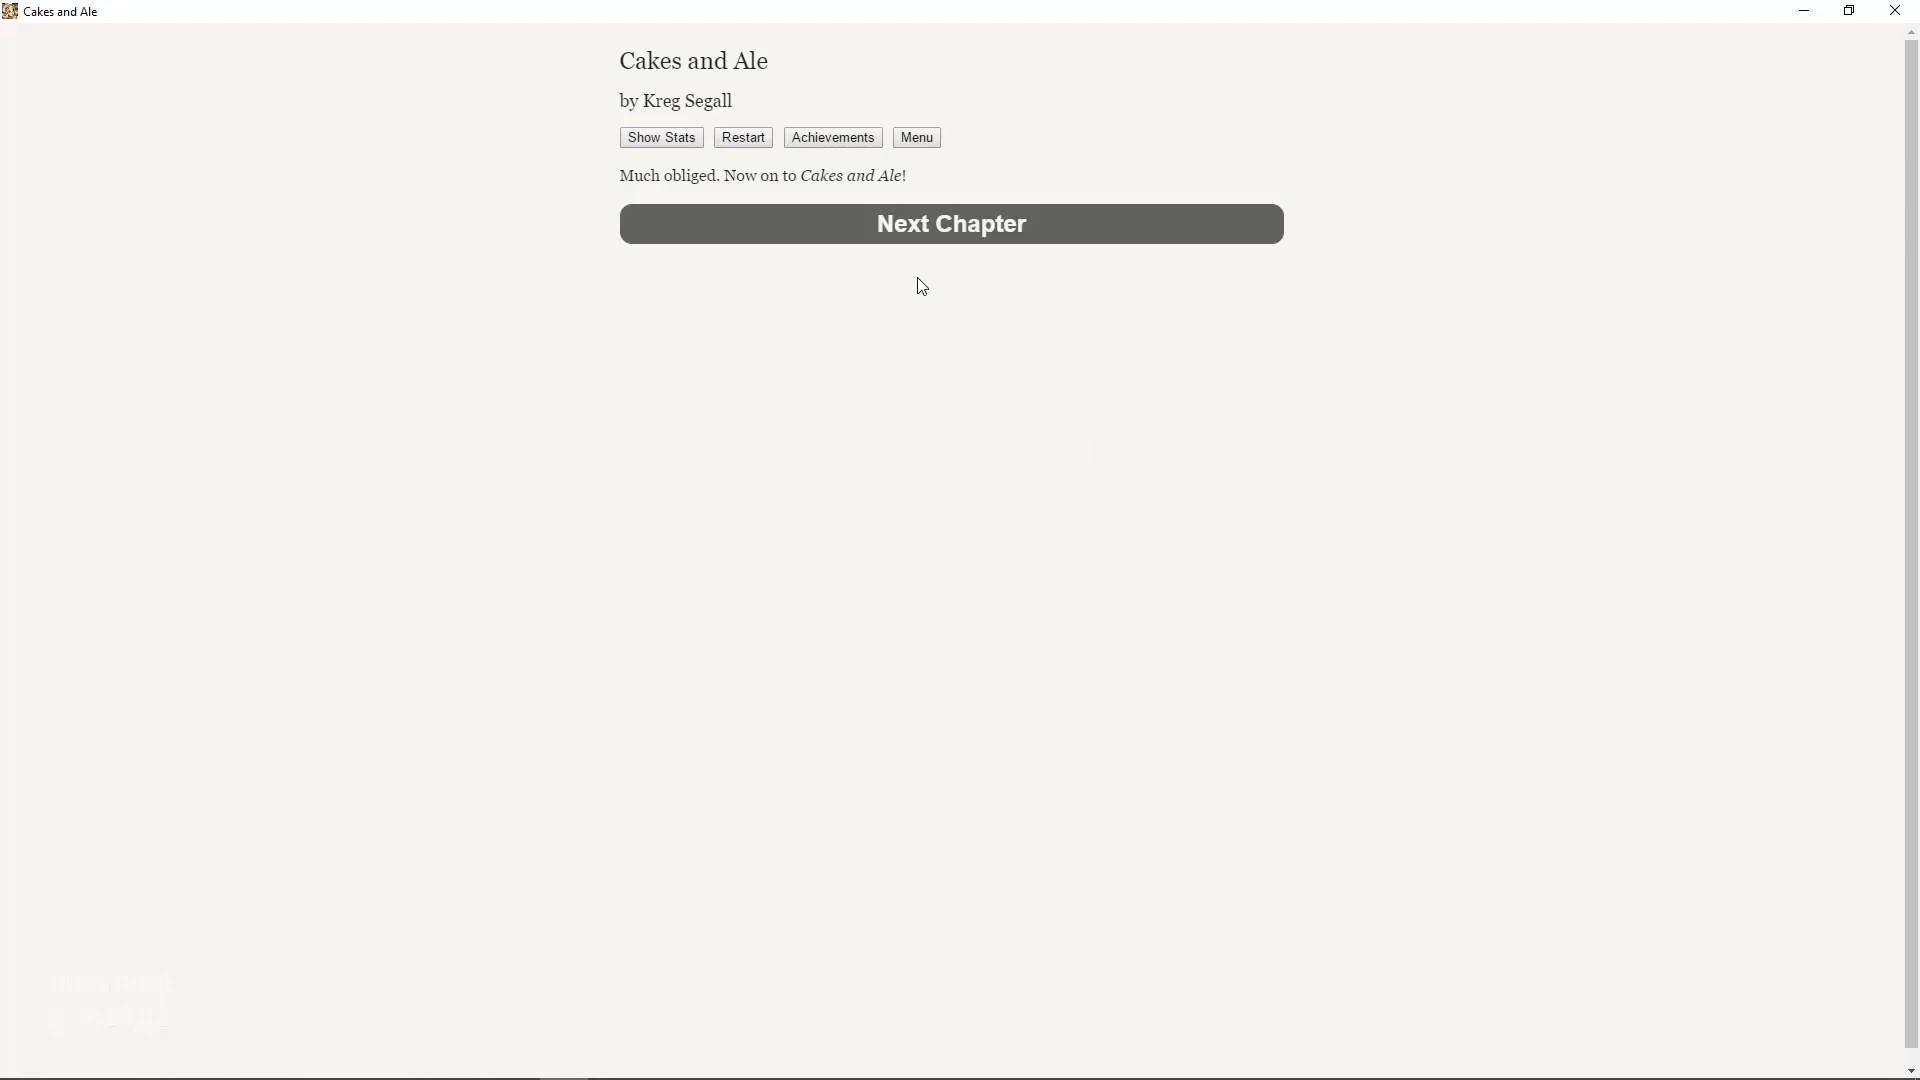 Cakes and Ale
Cakes and Ale
by Kreg Segall
Show Stats Restart Achievements Menu
Much obliged. Now on to Cakes and Ale!
Next Chapter